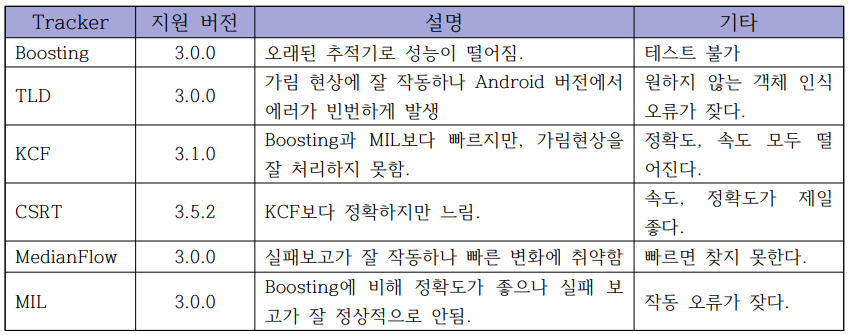 Tracker 지원 버전 설명 기타
Boosting 3.0.0 오래된 추적기로 성능이 떨어짐. 테스트 불가
TLD 3.0.0 가림 현상에 잘 작동하나 Android 버전에서
에러가 빈번하게 발생 원하지 않는 객체 인식
오류가 잦다.
KCF 3.1.0 Boosting과 MIL보다 빠르지만, 가림현상을
잘 처리하지 못함. 정확도, 속도 모두 떨
어진다.
CSRT 3.5.2 KCF보다 정확하지만 느림. 속도, 정확도가 제일
좋다.
MedianFlow 3.0.0 실패보고가 잘 작동하나 빠른 변화에 취약함 빠르면 찾지 못한다.
MIL 3.0.0 Boosting에 비해 정확도가 좋으나 실패 보
고가 잘 정상적으로 안됨. 작동 오류가 잦다.